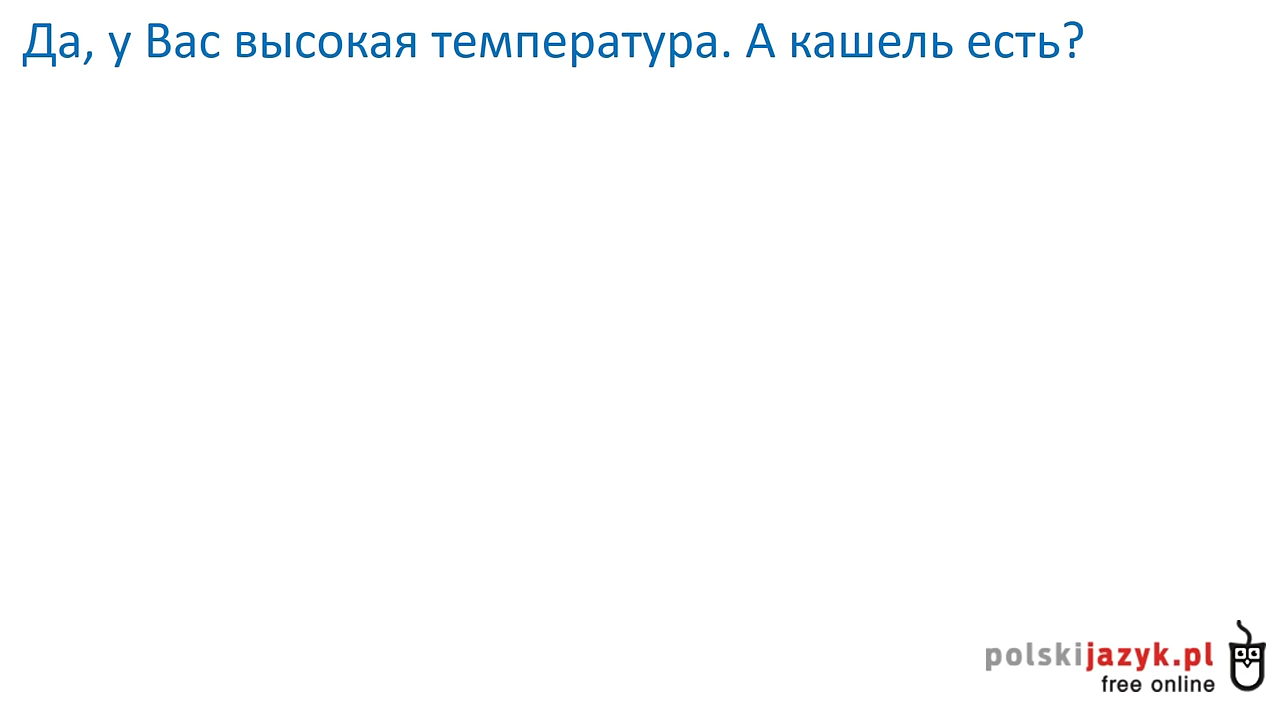 Да, у Вас высокая температура. А кашель есть?
polskijazyk.pl
free online